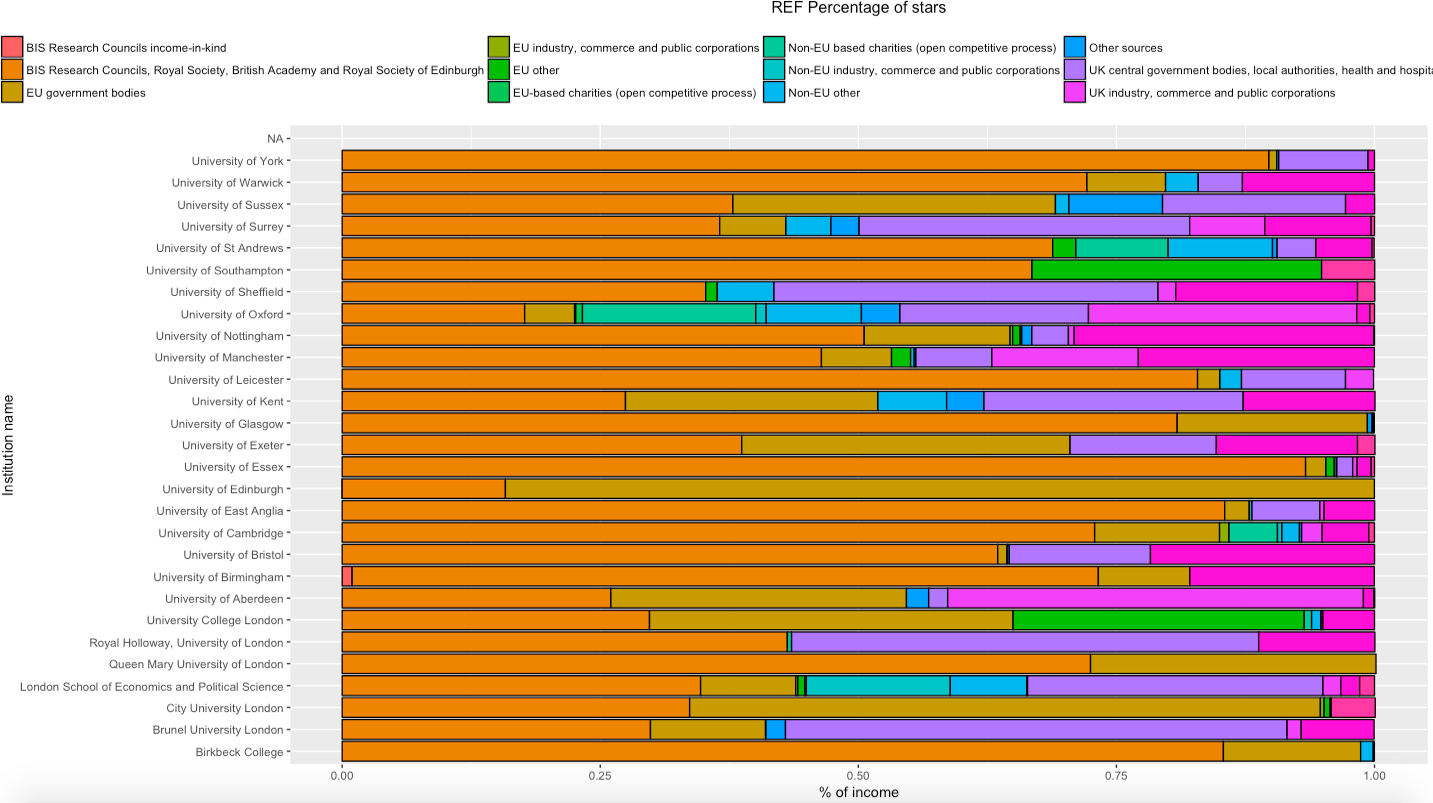 REF Percentage of stars
BIS Research Councils income-in-kind
EU industry, commerce and public corporations
Non-EU based charities (open competitive process)
Other sources
BIS Research Councils, Royal Society, British Academy and Royal Society of Edinburgh
EU other
Non-EU industry, commerce and public corporations
UK central government bodies, local authorities, health and hospita
EU government bodies
EU-based charities (open competitive process)
Non-EU other
UK industry, commerce and public corporations
Institution name
NA
University of York
University of Warwick
University of Sussex
University of Surrey
University of St Andrews
University of Southampton
University of Sheffield
University of Oxford
University of Nottingham
University of Manchester
University of Leicester
University of Kent
University of Glasgow
University of Exeter
University of Essex
University of Edinburgh
University of East Anglia
University of Cambridge
University of Bristol
University of Birmingham
University of Aberdeen
University College London
Royal Holloway, University of London
Queen Mary University of London
London School of Economics and Political Science
City University London
Brunel University London
Birkbeck College
0.00 0.25 0.50 0.75 1.00
% of income